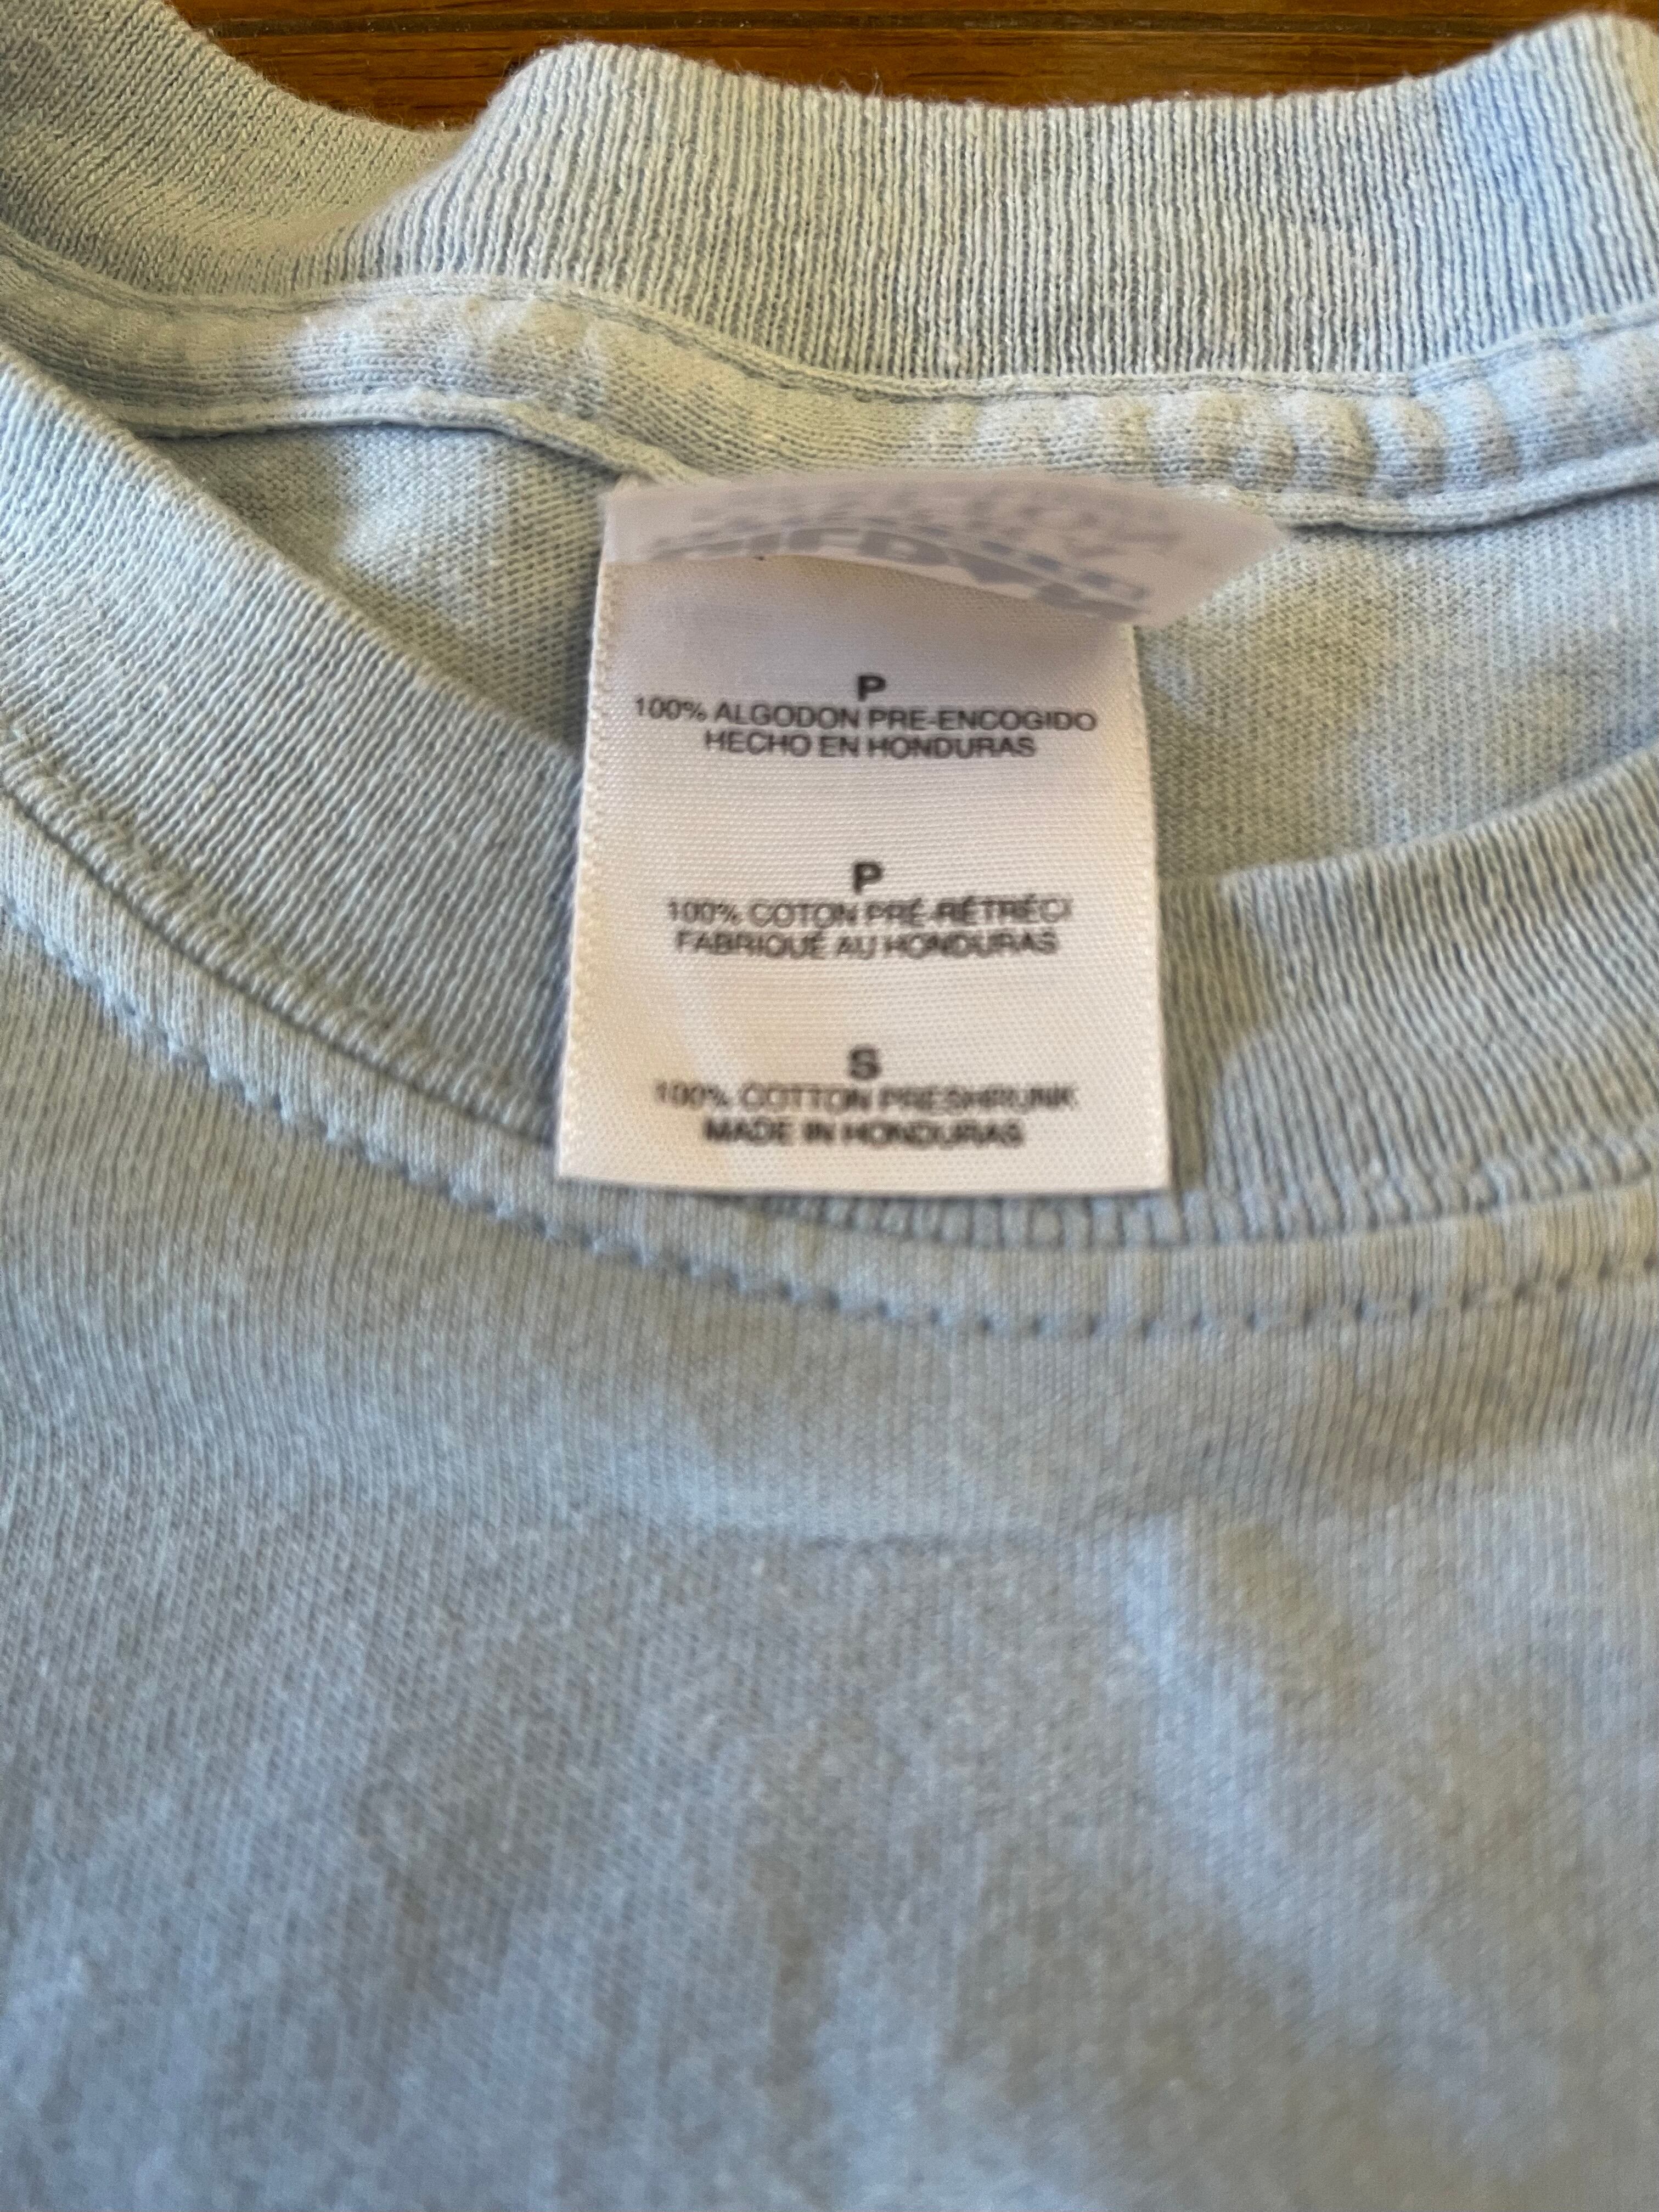 P
100% ALGODON PRE-ENCOGIDO
HECHO EN HONDURAS
P
100% COTON PRÉ-RÉTRÉCI
FABRIQUÉ AU HONDURAS
S
100% COTTON PRESHRUNK
MADE IN HONDURAS